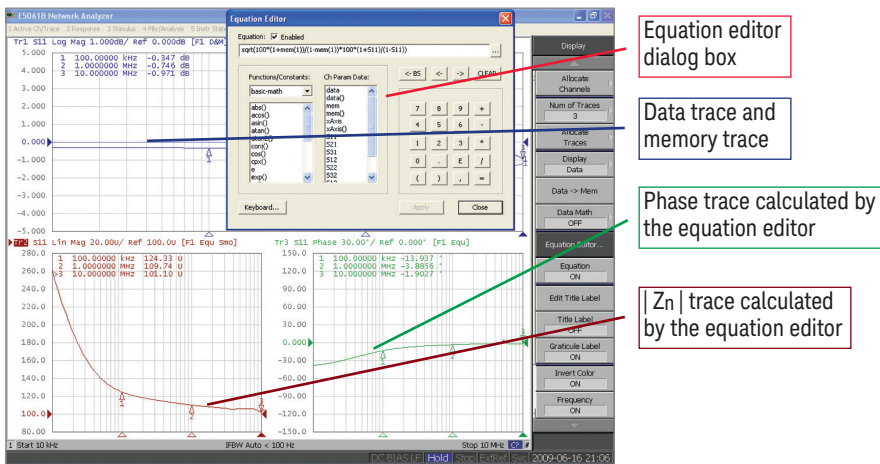 E5061B Network Analyzer
1 Active Ch/Trace 2 Response 3 Stimulus 4 Mkr/Analysis 5 Instr State
Tr1 S11 Log Mag 1.000dB/ Ref 0.000dB [F1 D&M]
5.000
4.000
3.000
2.000
1.000
0.000
-1.000
-2.000
-3.000
-4.000
-5.000
1 100.00000 kHz -0.347 dB
2 1.0000000 MHz -0.746 dB
3 10.000000 MHz -0.971 dB
Equation Editor
Equation: Enabled
sqrt(100*(1+mem(1))/(1-mem(1))*100*(1+S11)/(1-S11))
...
Functions/Constants:
basic-math
abs()
acos()
asin()
atan()
atan2()
conj()
cos()
cpx()
e
exp()
Ch Param Data:
data
data()
mem
mem()
xAxis
xAxis()
S11
S21
S31
S12
S22
S32
S13
<- BS <- -> CLEAR
7 8 9 +
4 5 6 -
1 2 3 *
0 . E /
( ) , =
Keyboard...
Apply
Close
Tr2 S11 Lin Mag 20.00U/ Ref 100.0U [F1 Equ Smo]
280.0
260.0
240.0
220.0
200.0
180.0
160.0
140.0
120.0
100.0
80.00
1 100.00000 kHz 124.33 U
2 1.0000000 MHz 109.74 U
>3 10.000000 MHz 101.10 U
Tr3 S11 Phase 30.00°/ Ref 0.000° [F1 Equ]
150.0
120.0
90.00
60.00
30.00
0.000
-30.00
-60.00
-90.00
-120.0
-150.0
1 100.00000 kHz -13.937 °
2 1.0000000 MHz -3.8856 °
3 10.000000 MHz -1.9027 °
1 Start 10 kHz
IFBW Auto < 100 Hz
Stop 10 MHz C? #
DC BIAS LF Hold Stop ExtRef Svc 2009-06-16 21:06
Display
Allocate
Channels
Num of Traces
3
Allocate
Traces
Display
Data
Data -> Mem
Data Math
OFF
Equation Editor...
Equation
ON
Edit Title Label
Title Label
OFF
Graticule Label
ON
Invert Color
ON
Frequency
ON
Equation editor
dialog box
Data trace and
memory trace
Phase trace calculated by
the equation editor
| Zn | trace calculated
by the equation editor